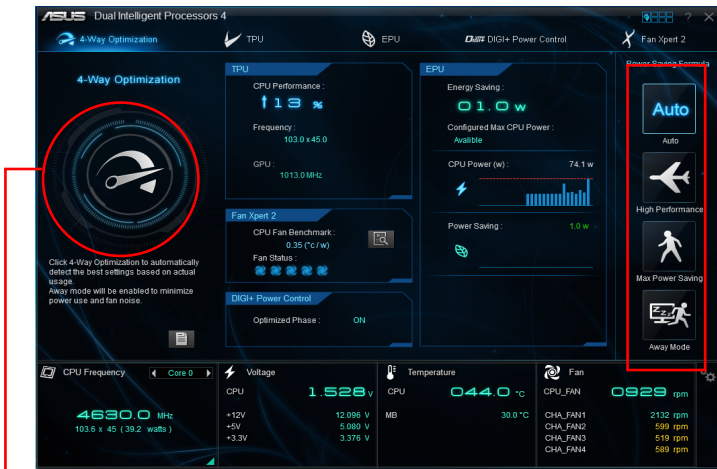 ASUS Dual Intelligent Processors 4
?
4-Way Optimization
TPU
EPU
DIGI+ Power Control
Fan Xpert 2
4-Way Optimization
Click 4-Way Optimization to automatically
detect the best settings based on actual
usage.
Away mode will be enabled to minimize
power use and fan noise.
TPU
CPU Performance :
13 %
Frequency :
103.0 x 45.0
GPU :
1013.0 MHz
Fan Xpert 2
CPU Fan Benchmark :
0.35 (°c / w)
Fan Status :
DIGI+ Power Control
Optimized Phase : ON
EPU
Energy Saving :
01.0 w
Configured Max CPU Power :
Avalible
CPU Power (w) : 74.1 w
Power Saving : 1.0 w
Power Saving Formula
Auto
Auto
High Performance
Max Power Saving
Zzz
Away Mode
CPU Frequency
Core 0
4630.0 MHz
103.6 x 45 ( 39.2 watts )
Voltage
CPU 1.528 V
+12V 12.096 V
+5V 5.080 V
+3.3V 3.376 V
Temperature
CPU 044.0 °C
MB 30.0 °C
Fan
CPU_FAN 0929 rpm
CHA_FAN1 2132 rpm
CHA_FAN2 599 rpm
CHA_FAN3 519 rpm
CHA_FAN4 589 rpm